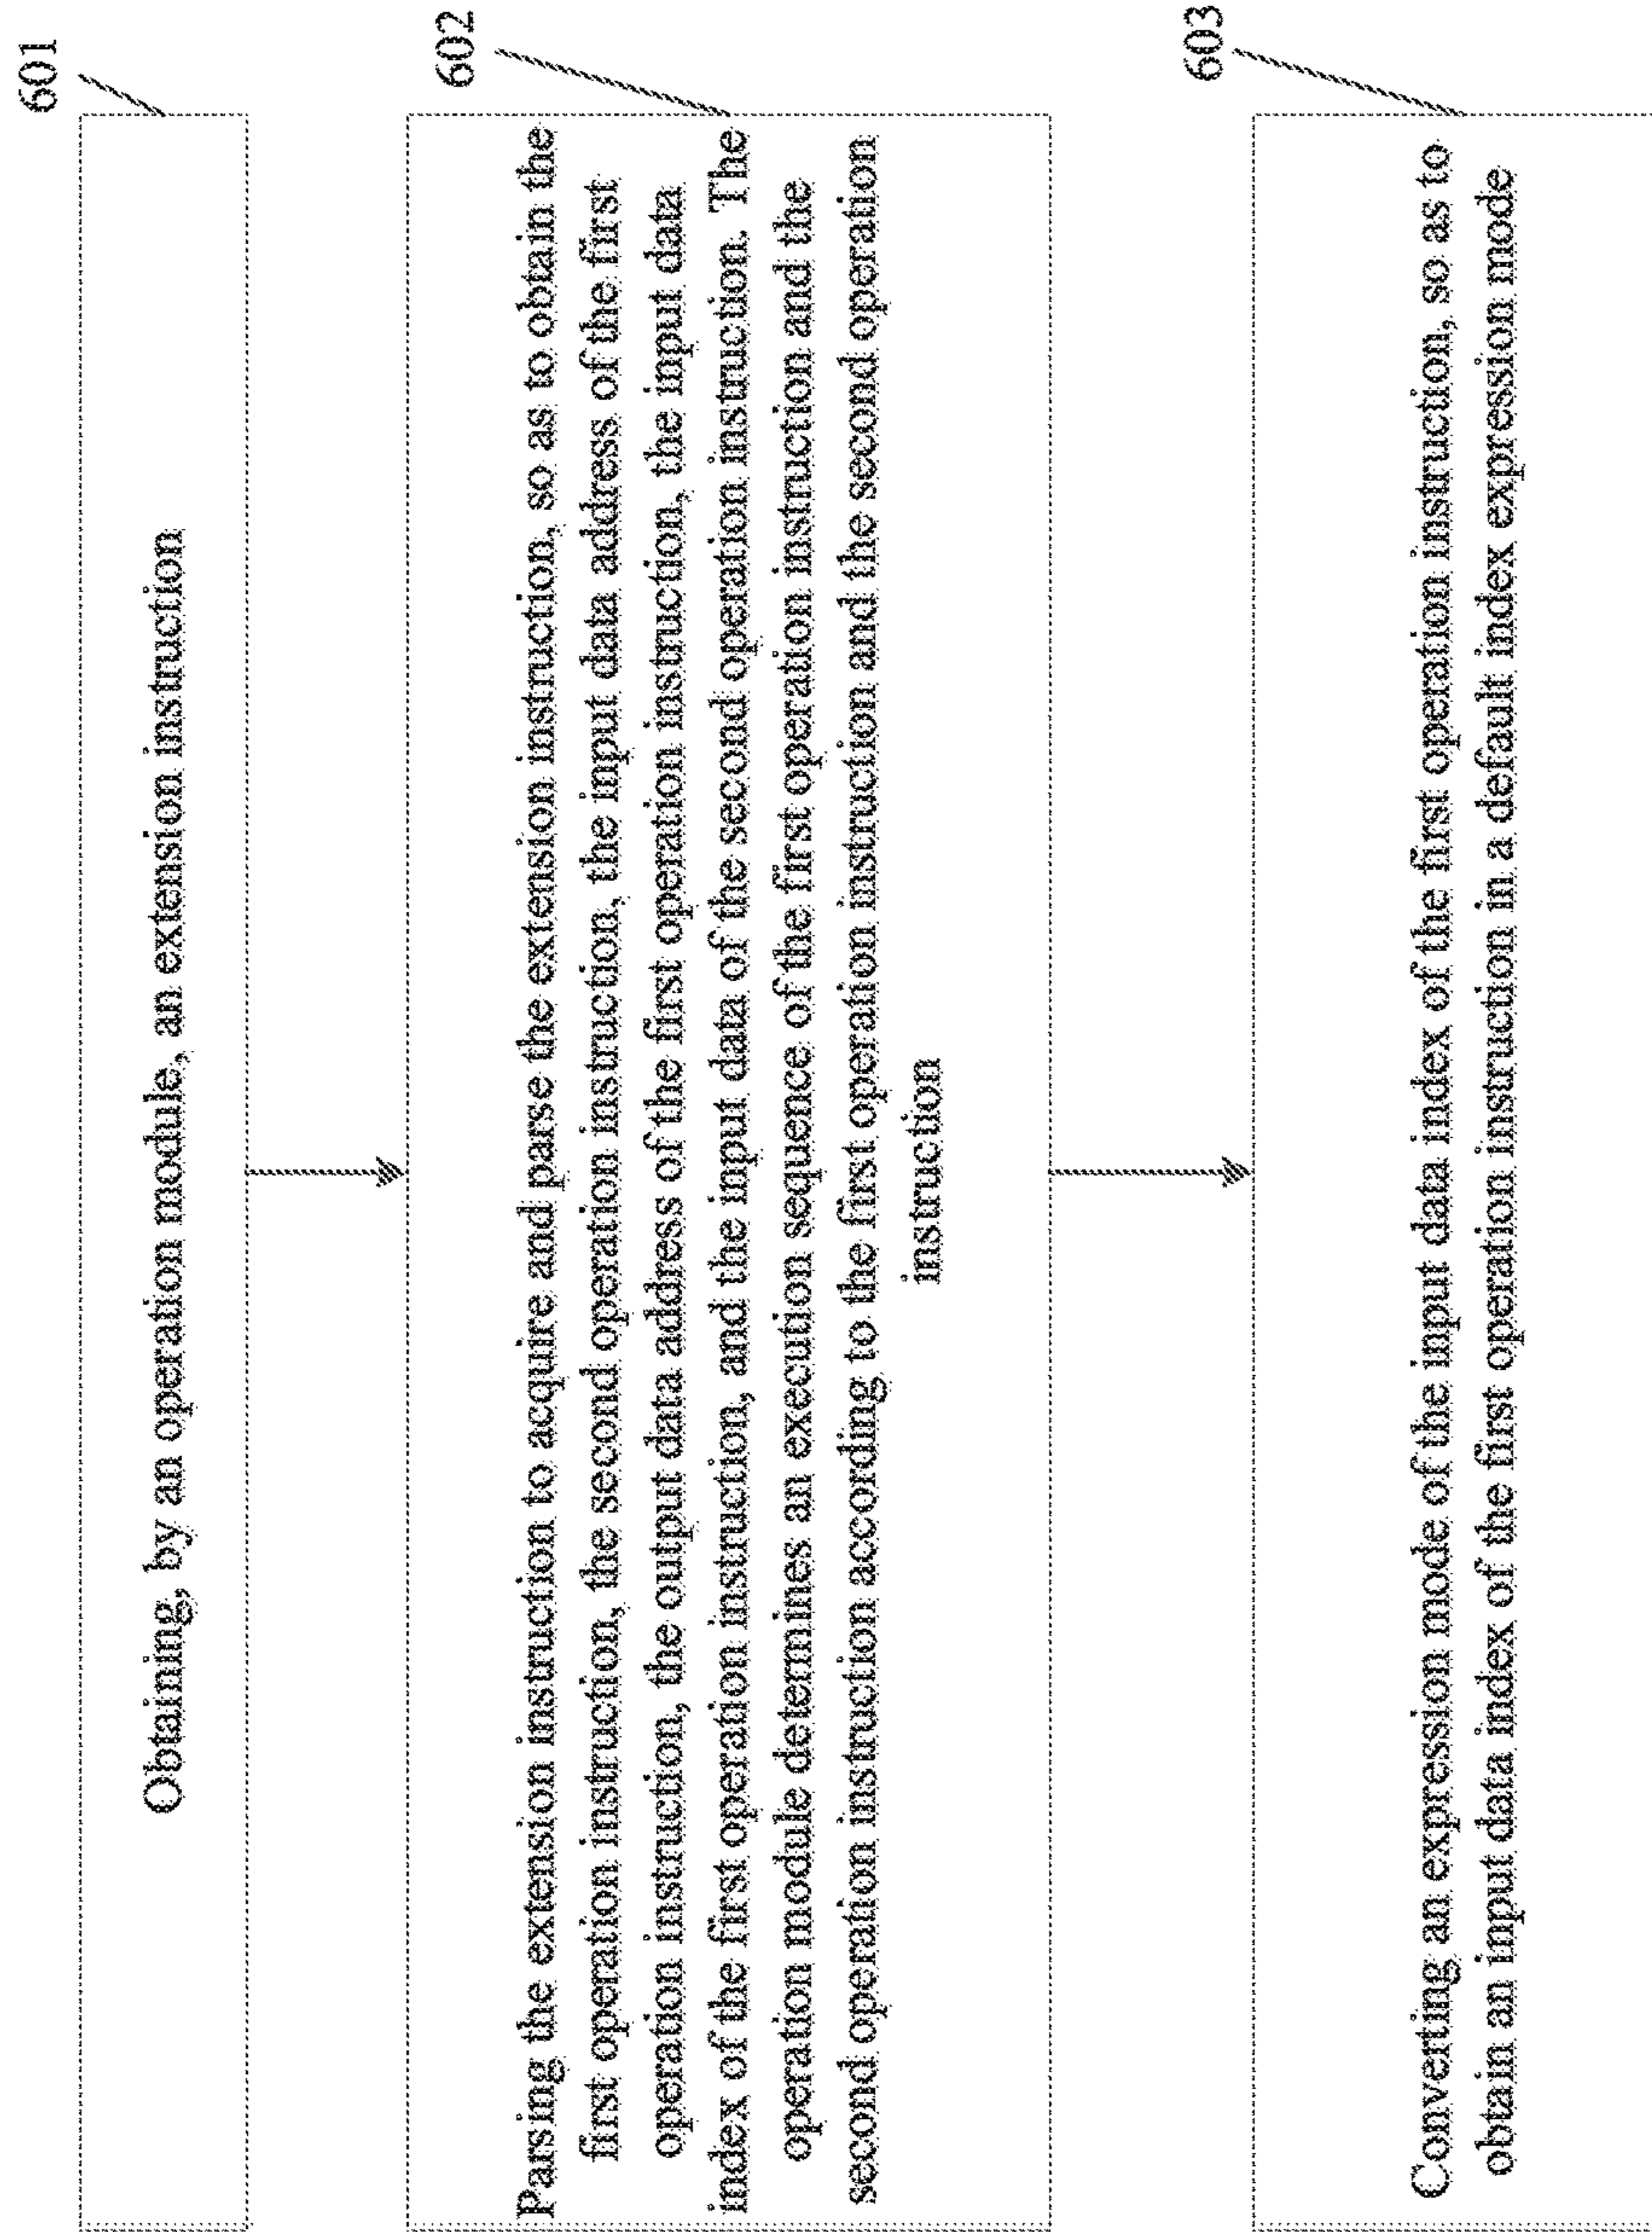 601
Obtaining, by an operation module, an extension instruction
602
Parsing the extension instruction to acquire and parse the extension instruction, so as to obtain the
first operation instruction, the second operation instruction, the input data address of the first
operation instruction, the output data address of the first operation instruction, the input data
index of the first operation instruction, and the input data of the second operation instruction. The
operation module determines an execution sequence of the first operation instruction and the
second operation instruction according to the first operation instruction and the second operation
instruction
603
Converting an expression mode of the input data index of the first operation instruction, so as to
obtain an input data index of the first operation instruction in a default index expression mode